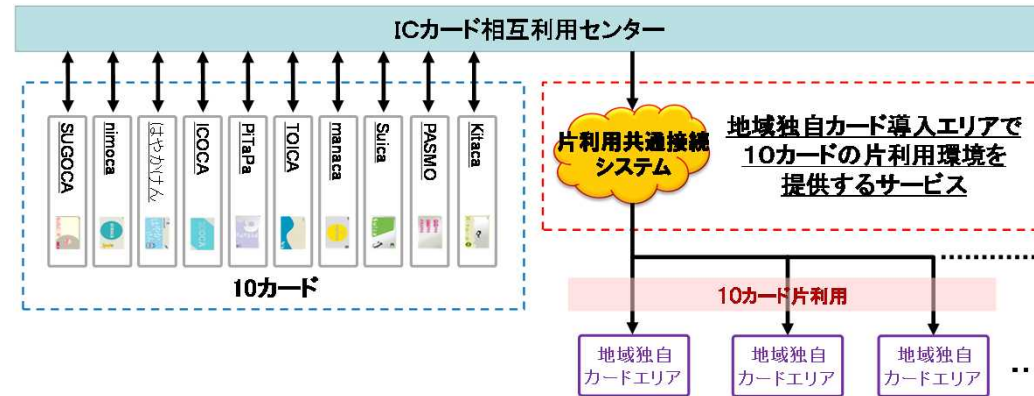 ICカード相互利用センター
SUGOCA
nimoca
はやかけん
ICOCA
PiTaPa
TOICA
manaca
Suica
PASMO
Kitaca
10カード
片利用共通接続
システム
地域独自カード導入エリアで
10カードの片利用環境を
提供するサービス
10カード片利用
地域独自
カードエリア
地域独自
カードエリア
地域独自
カードエリア